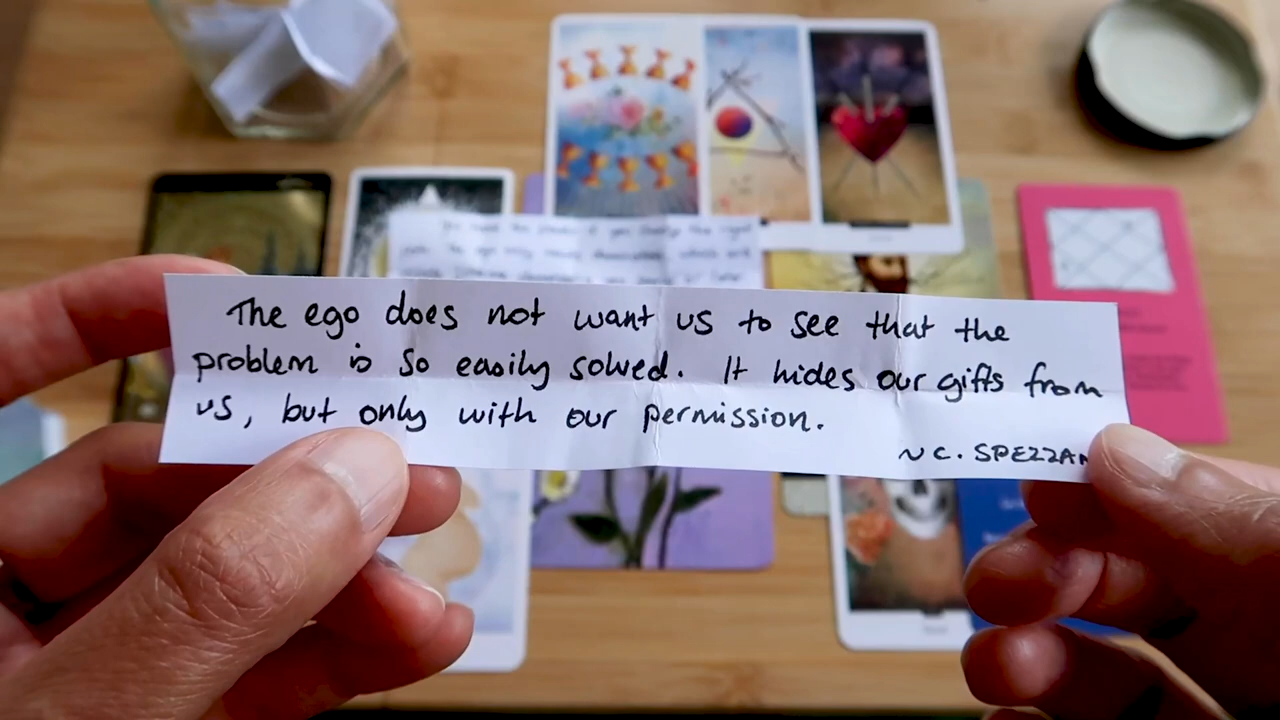 The ego does not want us to see that the
problem is so easily solved. It hides our gifts from
us, but only with our permission.
~ C. SPEZZAN